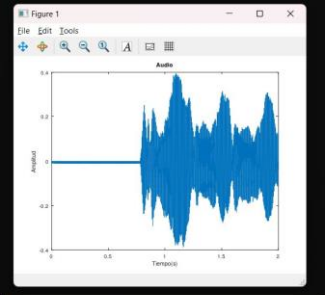 Figure 1
File Edit Tools
A
Audio
0.4
0.2
0
-0.2
-0.4
Amplitud
0 0.5 1 1.5 2
Tiempo(s)